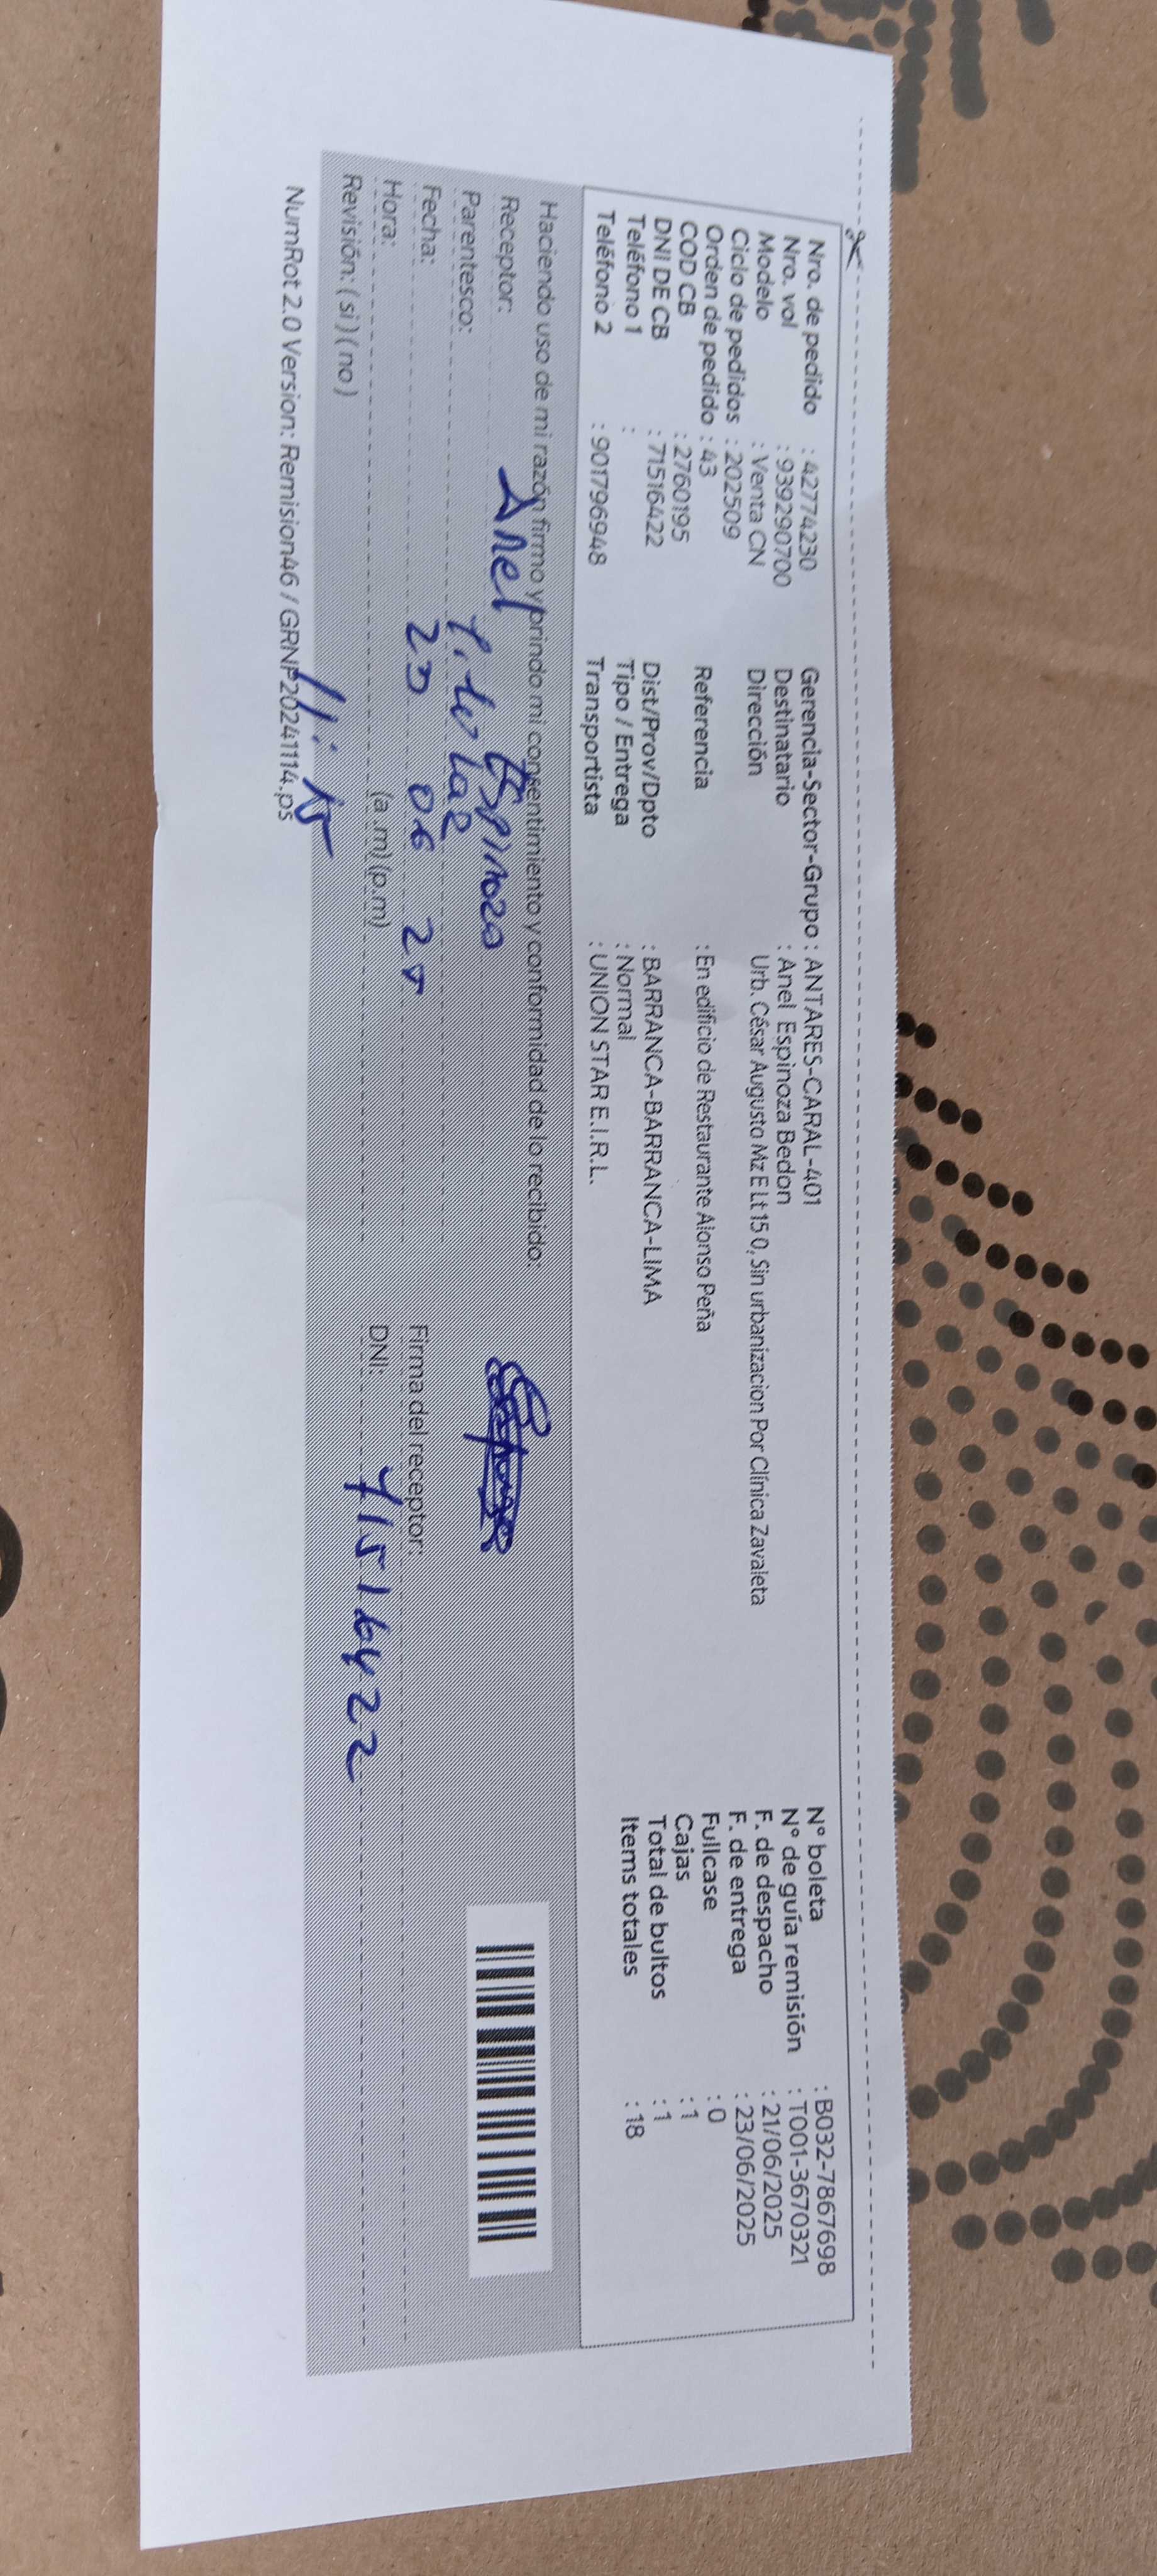 Nro. de pedido : 42774230
Nro. vol : 939290700
Modelo : Venta CN
Ciclo de pedidos : 202509
Orden de pedido : 43
COD CB : 2760195
DNI DE CB : 71516422
Teléfono 1 :
Teléfono 2 : 901796948
Gerencia-Sector-Grupo : ANTARES-CARAL-401
Destinatario : Anel Espinoza Bedon
Dirección Urb. César Augusto Mz E Lt 15 0, Sin urbanizacion Por Clínica Zavaleta
Referencia : En edificio de Restaurante Alonso Peña
Dist/Prov/Dpto : BARRANCA-BARRANCA-LIMA
Tipo / Entrega : Normal
Transportista : UNION STAR E.I.R.L.
N° boleta : B032-7867698
N° de guía remisión : T001-3670321
F. de despacho : 21/06/2025
F. de entrega : 23/06/2025
Fullcase : 0
Cajas : 1
Total de bultos : 1
Items totales : 18
Haciendo uso de mi razón firmo y brindo mi consentimiento y conformidad de lo recibido:
Receptor: Anel Espinoza
Parentesco: Titular
Fecha: 23 06 25
Hora: (a.m) (p.m)
Revisión: ( si ) ( no )
Firma del receptor:
DNI: 71516422
NumRot 2.0 Version: Remision46 / GRNP20241114.ps